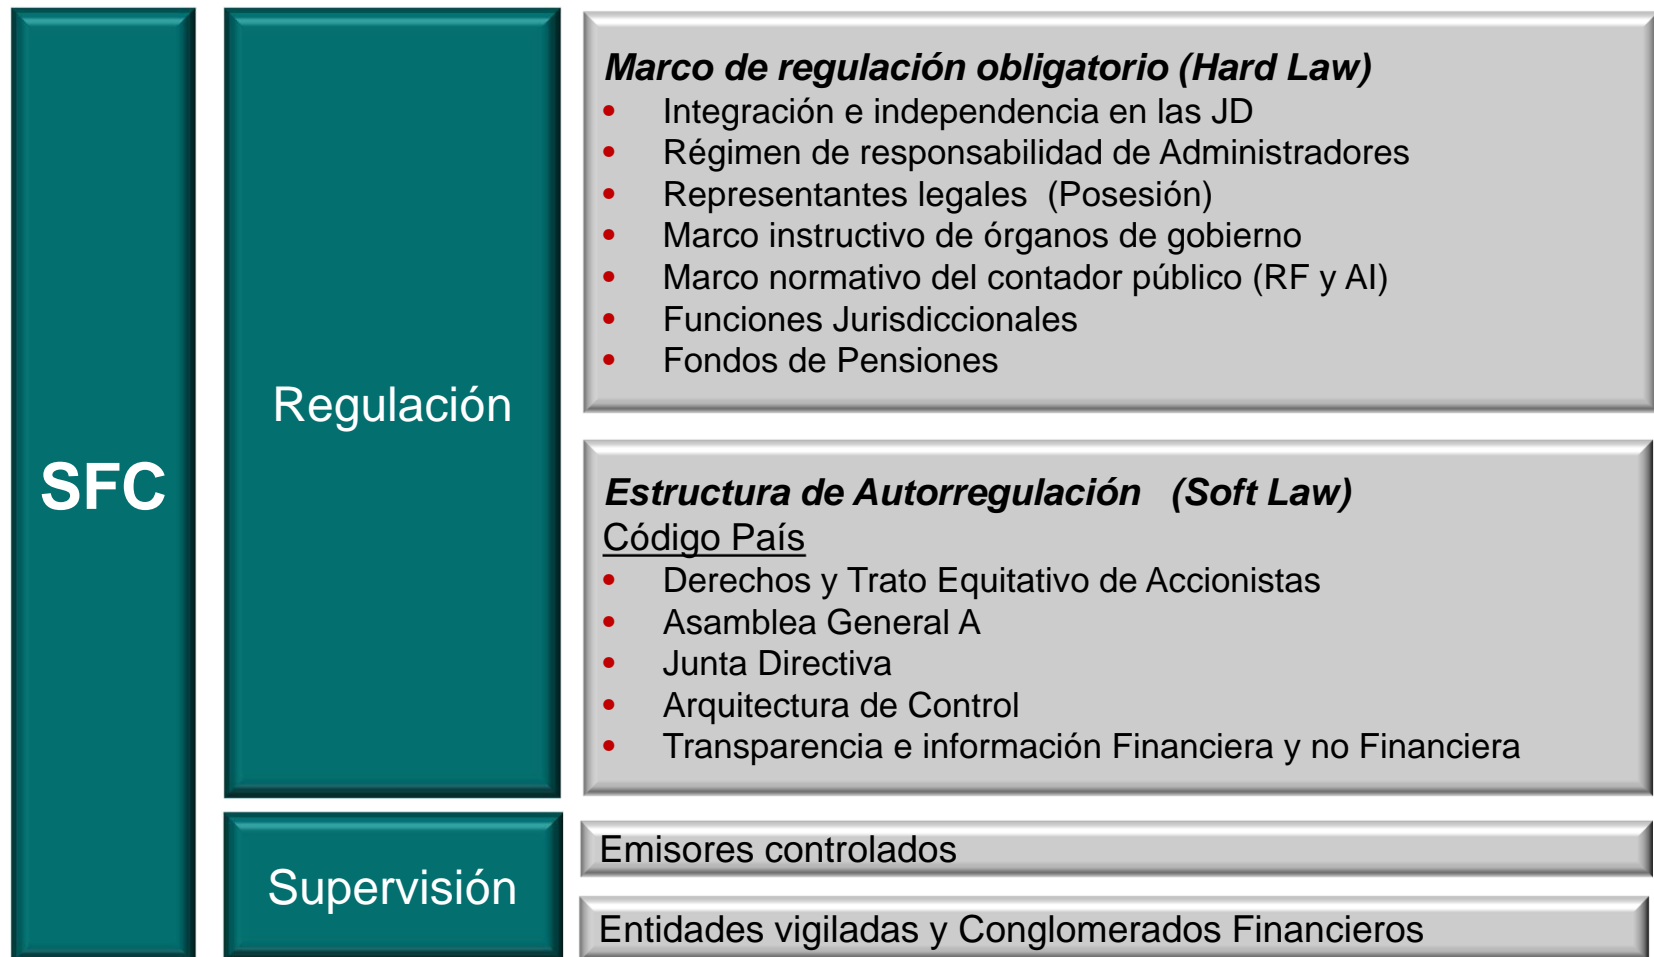 SFC
Regulación
Marco de regulación obligatorio (Hard Law)
• Integración e independencia en las JD
• Régimen de responsabilidad de Administradores
• Representantes legales (Posesión)
• Marco instructivo de órganos de gobierno
• Marco normativo del contador público (RF y AI)
• Funciones Jurisdiccionales
• Fondos de Pensiones
Estructura de Autorregulación (Soft Law)
Código País
• Derechos y Trato Equitativo de Accionistas
• Asamblea General A
• Junta Directiva
• Arquitectura de Control
• Transparencia e información Financiera y no Financiera
Supervisión
Emisores controlados
Entidades vigiladas y Conglomerados Financieros